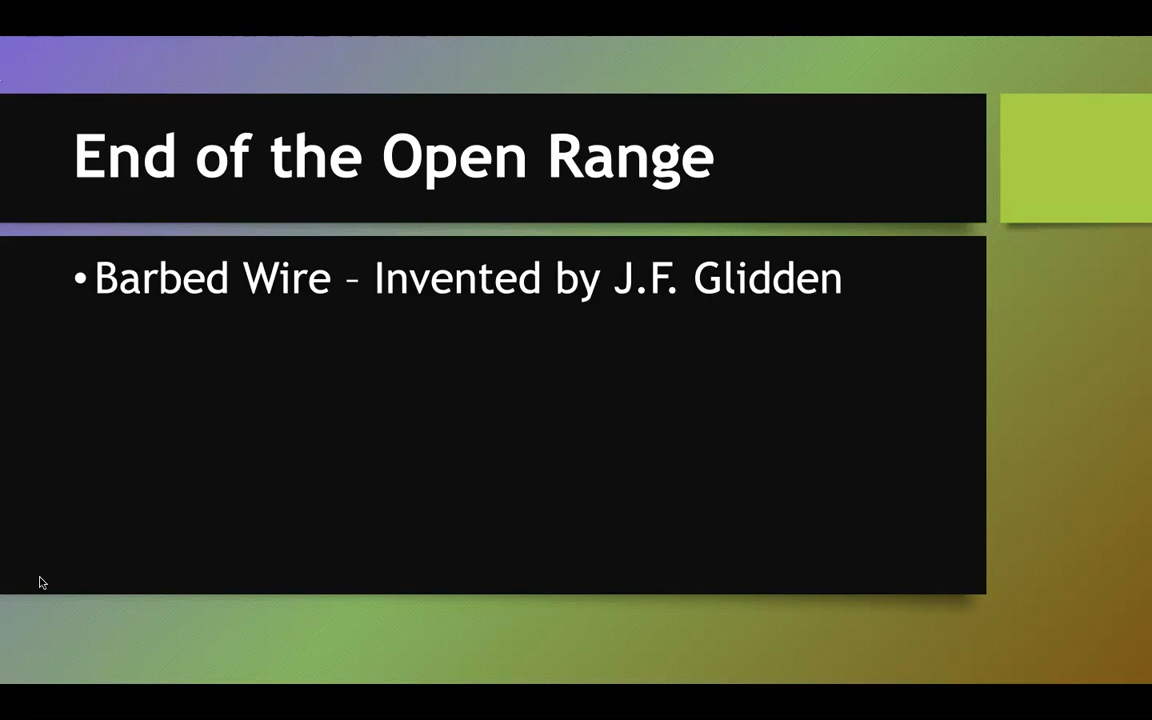 End of the Open Range
• Barbed Wire – Invented by J.F. Glidden